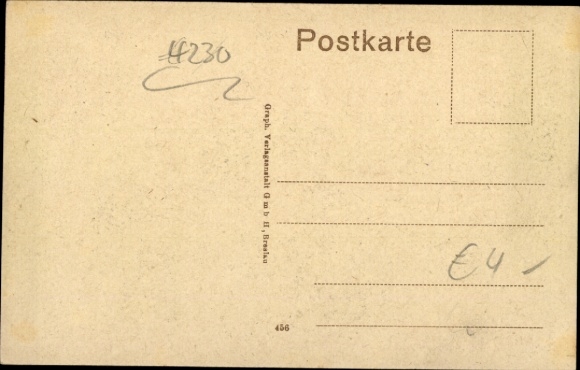 Postkarte
4230
Graph. Verlagsanstalt G m b H, Breslau
€ 4 -
456